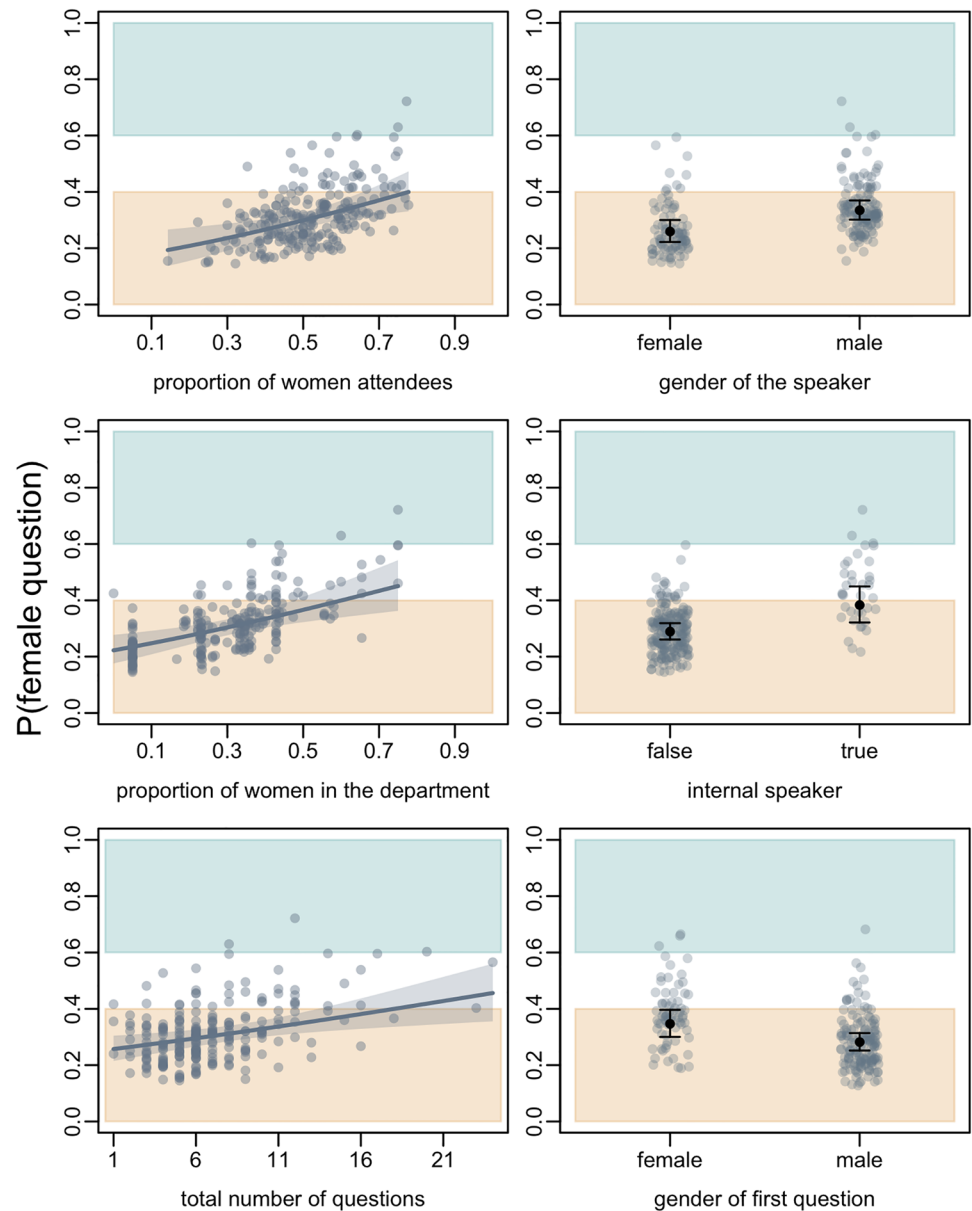 P(female question)
1.0
0.8
0.6
0.4
0.2
0.0
0.1 0.3 0.5 0.7 0.9
proportion of women attendees
1.0
0.8
0.6
0.4
0.2
0.0
female male
gender of the speaker
1.0
0.8
0.6
0.4
0.2
0.0
0.1 0.3 0.5 0.7 0.9
proportion of women in the department
1.0
0.8
0.6
0.4
0.2
0.0
false true
internal speaker
1.0
0.8
0.6
0.4
0.2
0.0
1 6 11 16 21
total number of questions
1.0
0.8
0.6
0.4
0.2
0.0
female male
gender of first question